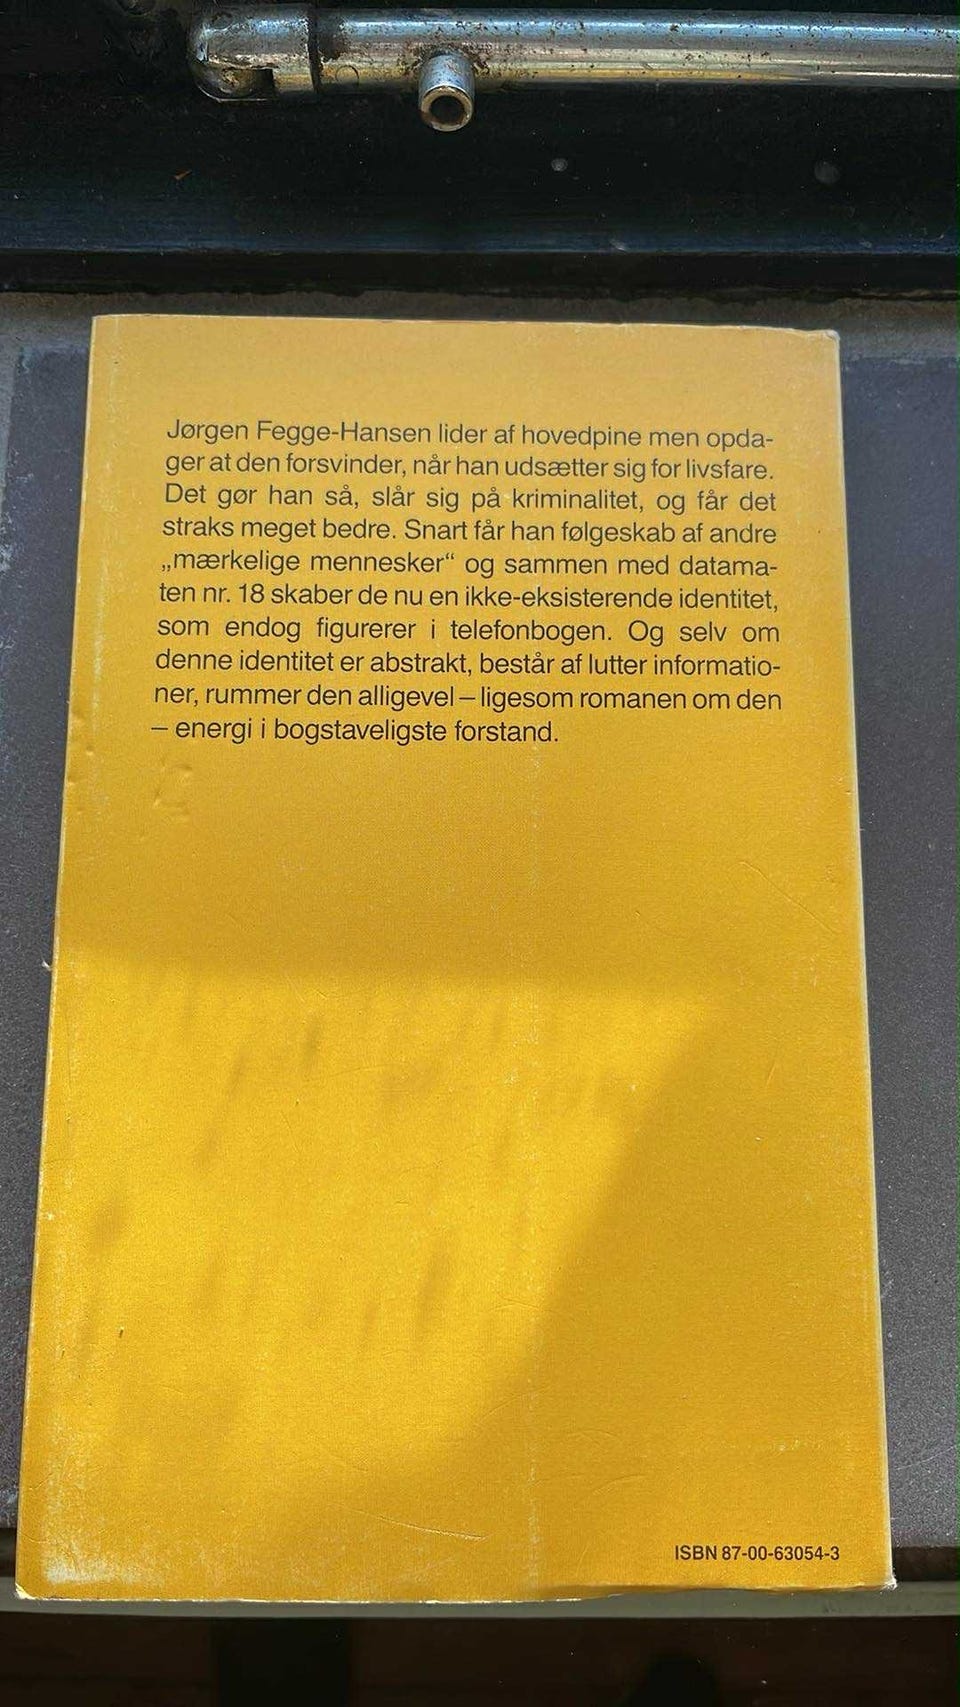 Jørgen Fegge-Hansen lider af hovedpine men opda-
ger at den forsvinder, når han udsætter sig for livsfare.
Det gør han så, slår sig på kriminalitet, og får det
straks meget bedre. Snart får han følgeskab af andre
„mærkelige mennesker“ og sammen med datama-
ten nr. 18 skaber de nu en ikke-eksisterende identitet,
som endog figurerer i telefonbogen. Og selv om
denne identitet er abstrakt, består af lutter informatio-
ner, rummer den alligevel – ligesom romanen om den
– energi i bogstaveligste forstand.
ISBN 87-00-63054-3